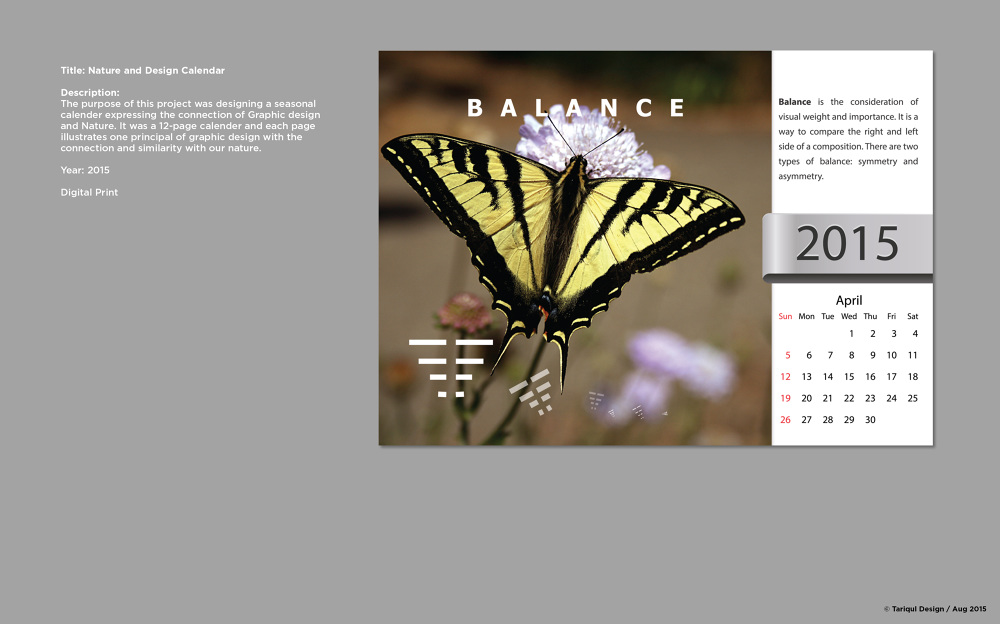 Title: Nature and Design Calendar
Description:
The purpose of this project was designing a seasonal
calender expressing the connection of Graphic design
and Nature. It was a 12-page calender and each page
illustrates one principal of graphic design with the
connection and similarity with our nature.
Year: 2015
Digital Print
BALANCE
Balance is the consideration of
visual weight and importance. It is a
way to compare the right and left
side of a composition. There are two
types of balance: symmetry and
asymmetry.
2015
April
Sun Mon Tue Wed Thu Fri Sat
1 2 3 4
5 6 7 8 9 10 11
12 13 14 15 16 17 18
19 20 21 22 23 24 25
26 27 28 29 30
© Tariqul Design / Aug 2015